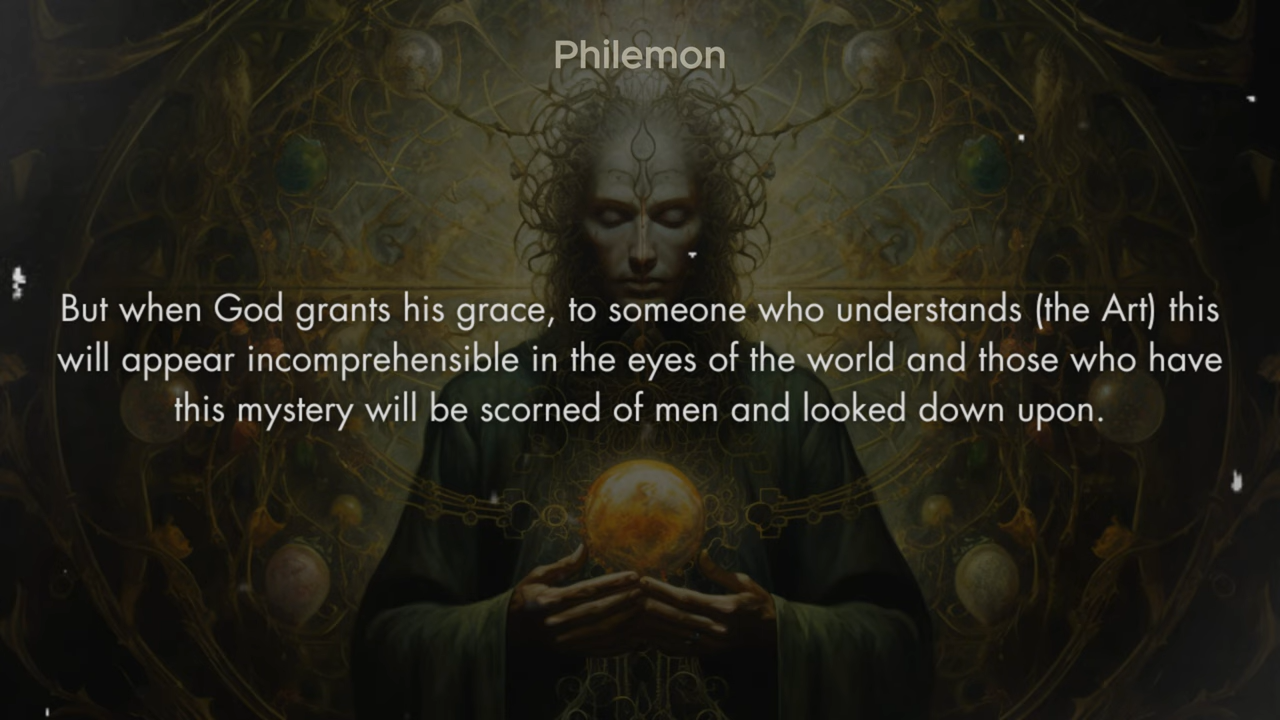 Philemon
But when God grants his grace, to someone who understands (the Art) this
will appear incomprehensible in the eyes of the world and those who have
this mystery will be scorned of men and looked down upon.